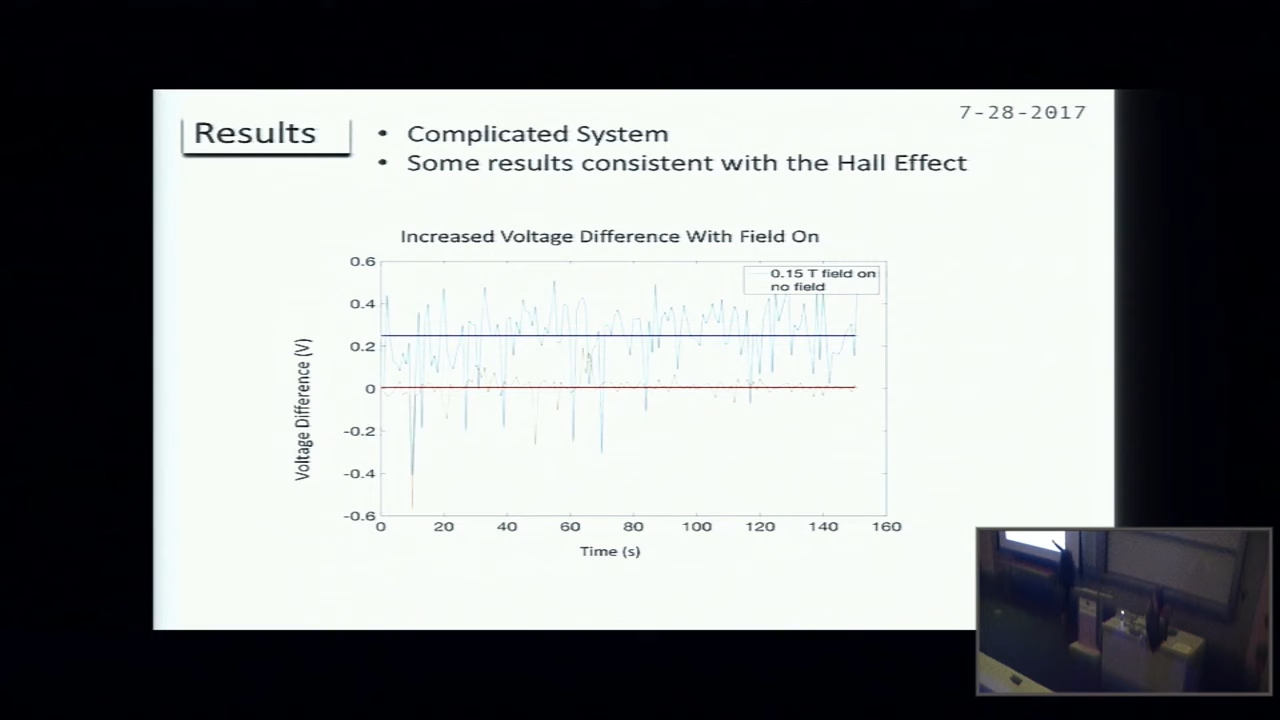 7-28-2017
Results
• Complicated System
• Some results consistent with the Hall Effect
Increased Voltage Difference With Field On
0.15 T field on
no field
0.6
0.4
0.2
0
-0.2
-0.4
-0.6
Voltage Difference (V)
0 20 40 60 80 100 120 140 160
Time (s)